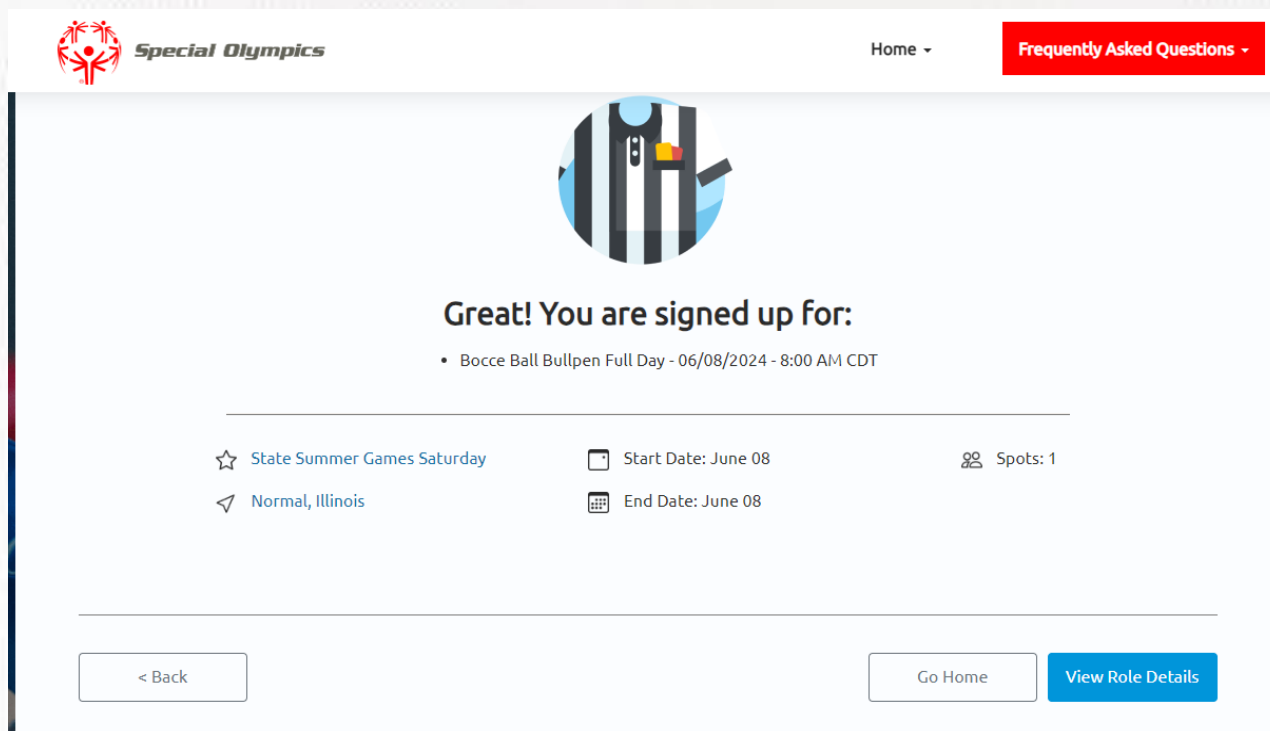 Special Olympics
Home
Frequently Asked Questions
Great! You are signed up for:
• Bocce Ball Bullpen Full Day - 06/08/2024 - 8:00 AM CDT
State Summer Games Saturday
Start Date: June 08
Spots: 1
Normal, Illinois
End Date: June 08
< Back
Go Home
View Role Details